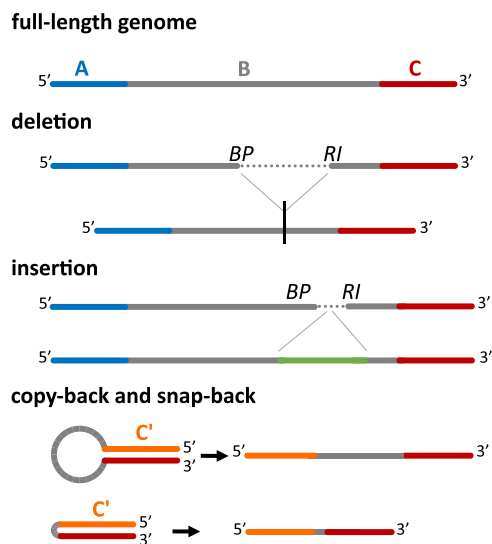 full-length genome
A B C
5′ 3′
deletion
BP RI
5′ 3′
5′ 3′
insertion
BP RI
5′ 3′
5′ 3′
copy-back and snap-back
C'
5′ 5′ 3′
3′
C'
5′ 5′ 3′
3′